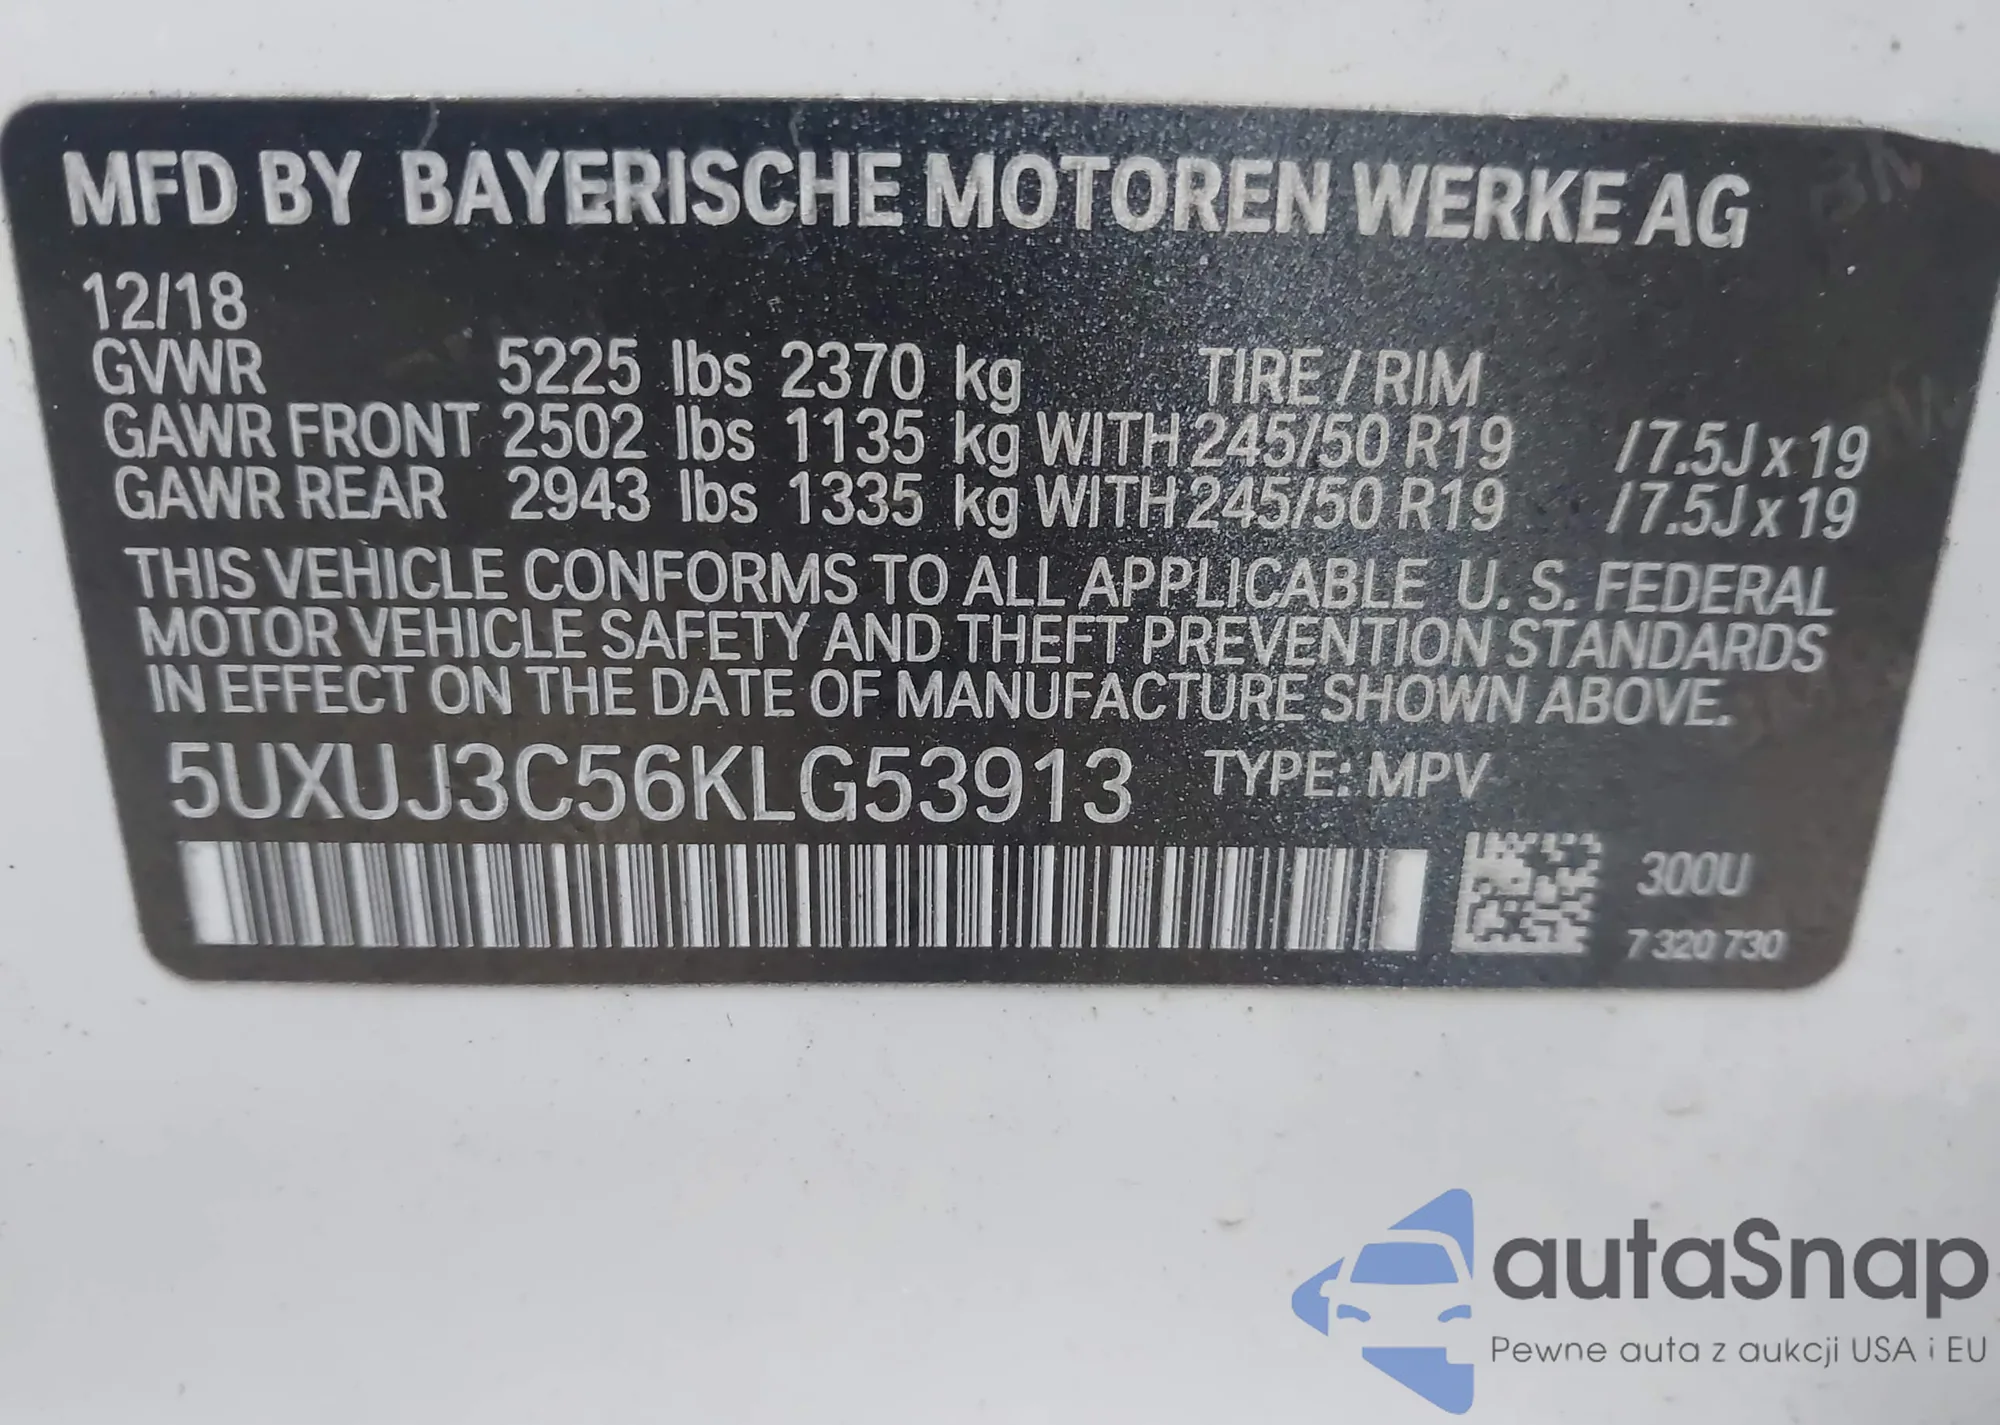 MFD BY BAYERISCHE MOTOREN WERKE AG
12/18
GVWR 5225 lbs 2370 kg TIRE / RIM
GAWR FRONT 2502 lbs 1135 kg WITH 245/50 R19 /7.5J x 19
GAWR REAR 2943 lbs 1335 kg WITH 245/50 R19 /7.5J x 19
THIS VEHICLE CONFORMS TO ALL APPLICABLE U. S. FEDERAL
MOTOR VEHICLE SAFETY AND THEFT PREVENTION STANDARDS
IN EFFECT ON THE DATE OF MANUFACTURE SHOWN ABOVE.
5UXUJ3C56KLG53913 TYPE: MPV
300U
7 320 730
autaSnap
Pewne auta z aukcji USA i EU